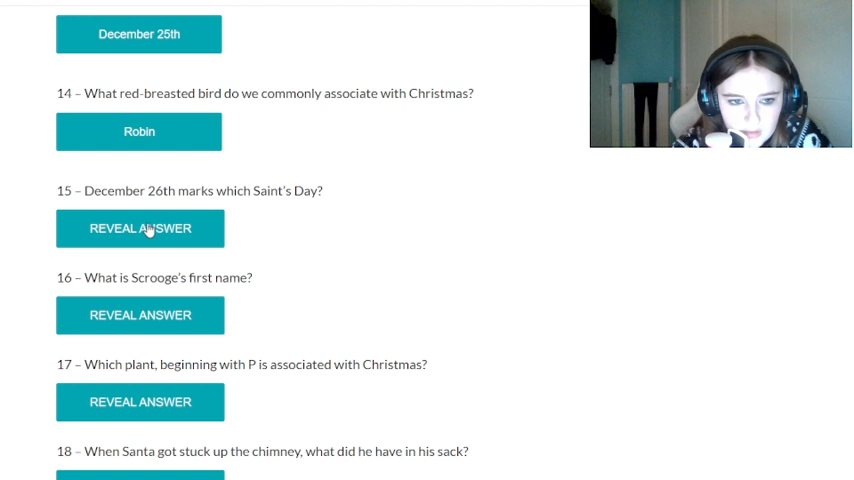 December 25th
14 – What red-breasted bird do we commonly associate with Christmas?
Robin
15 – December 26th marks which Saint's Day?
REVEAL ANSWER
16 – What is Scrooge's first name?
REVEAL ANSWER
17 – Which plant, beginning with P is associated with Christmas?
REVEAL ANSWER
18 – When Santa got stuck up the chimney, what did he have in his sack?